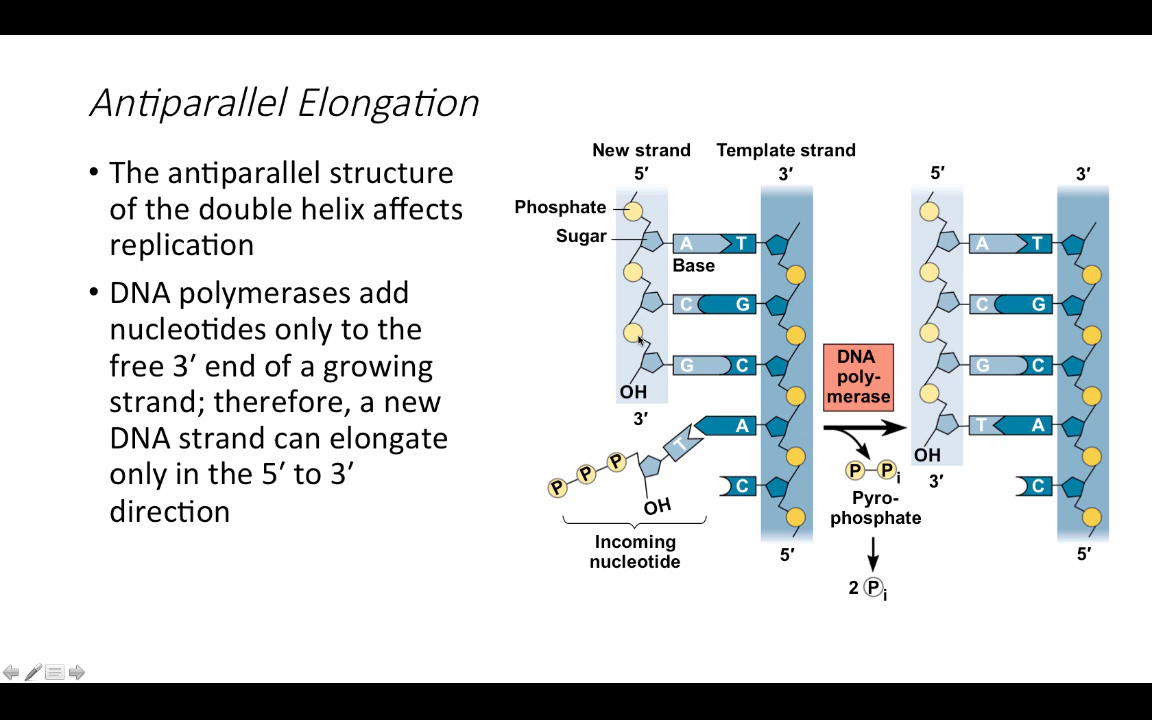 Antiparallel Elongation
• The antiparallel structure
of the double helix affects
replication
• DNA polymerases add
nucleotides only to the
free 3′ end of a growing
strand; therefore, a new
DNA strand can elongate
only in the 5′ to 3′
direction
New strand
5′
Template strand
3′
Phosphate
Sugar
A T
Base
C G
G C
OH
3′
A
T
P P P
OH
C
Incoming
nucleotide
5′
DNA
poly-
merase
P P i
Pyro-
phosphate
2 P i
5′ 3′
A T
C G
G C
T A
OH
3′
C
5′